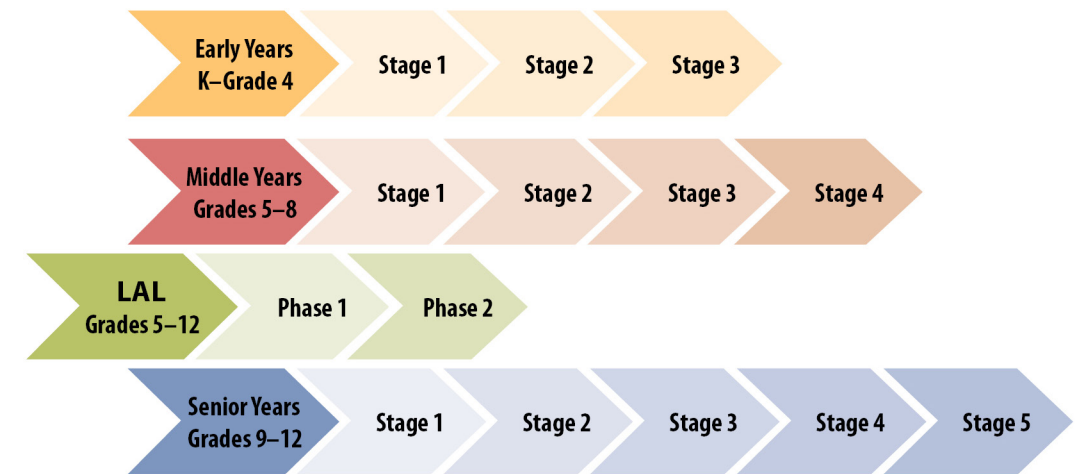 Early Years
K–Grade 4
Stage 1
Stage 2
Stage 3
Middle Years
Grades 5–8
Stage 1
Stage 2
Stage 3
Stage 4
LAL
Grades 5–12
Phase 1
Phase 2
Senior Years
Grades 9–12
Stage 1
Stage 2
Stage 3
Stage 4
Stage 5